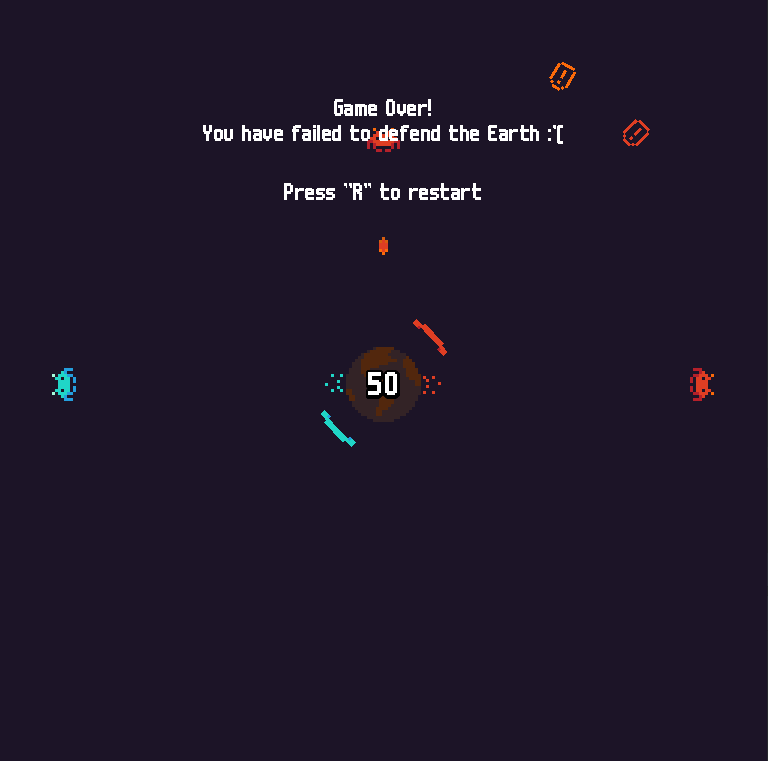 Game Over!
You have failed to defend the Earth :'[
Press "R" to restart
50